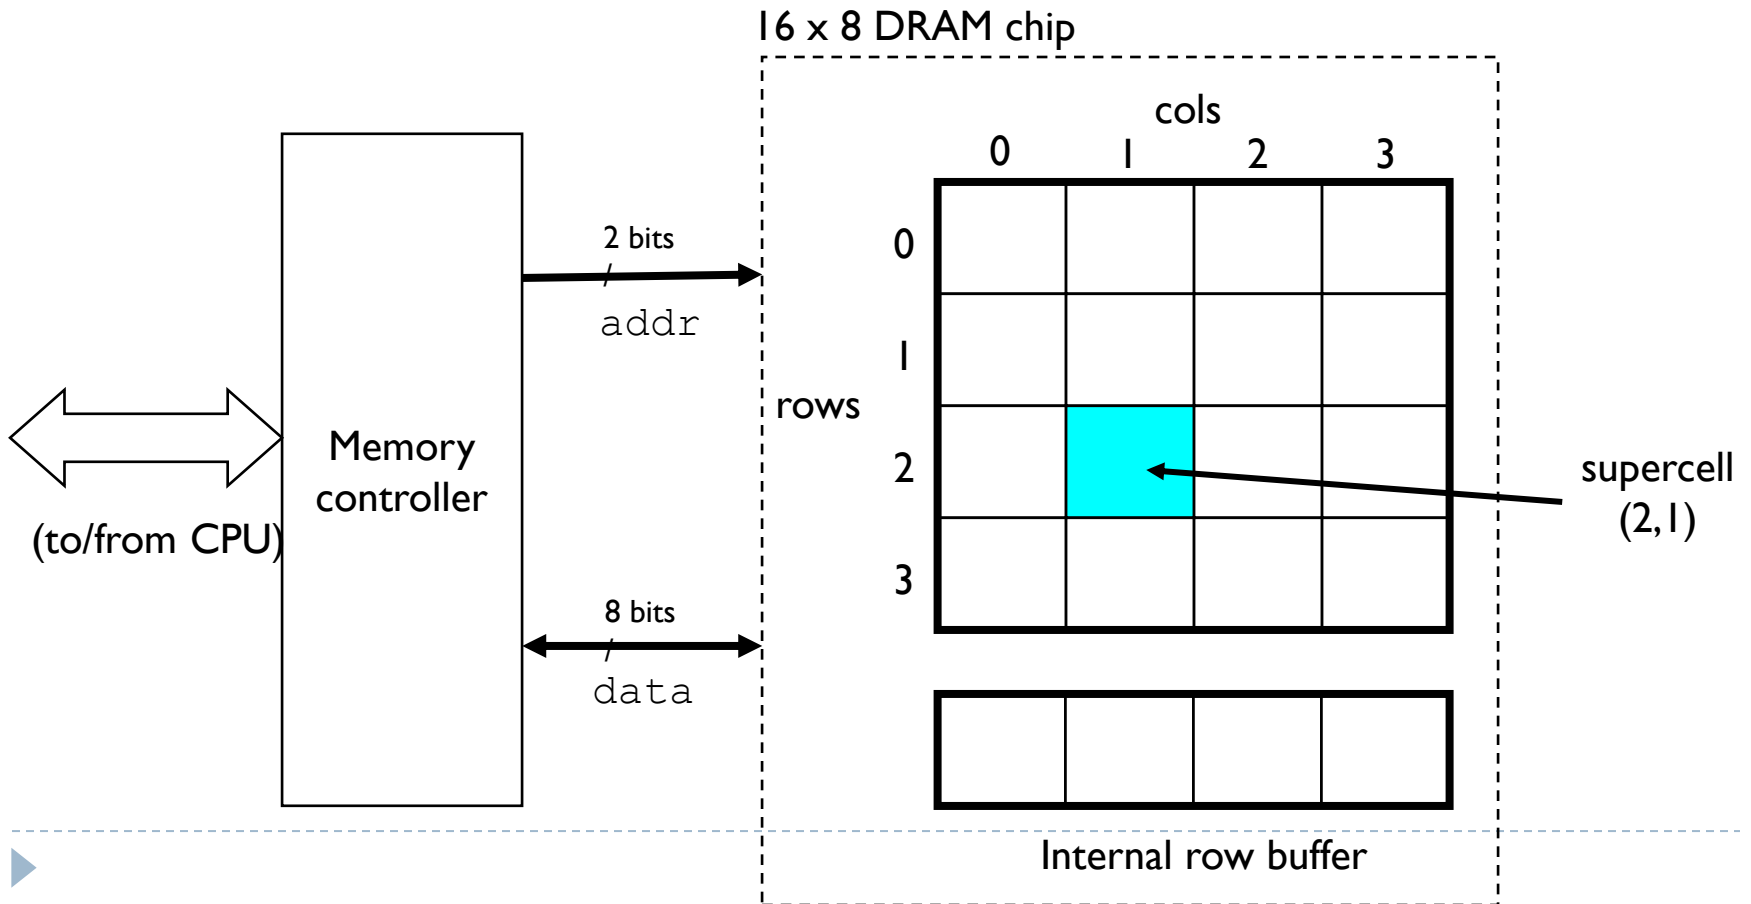 16 x 8 DRAM chip
cols
0 1 2 3
0
2 bits
addr
1
rows
Memory
controller
2
supercell
(2,1)
(to/from CPU)
3
8 bits
data
Internal row buffer